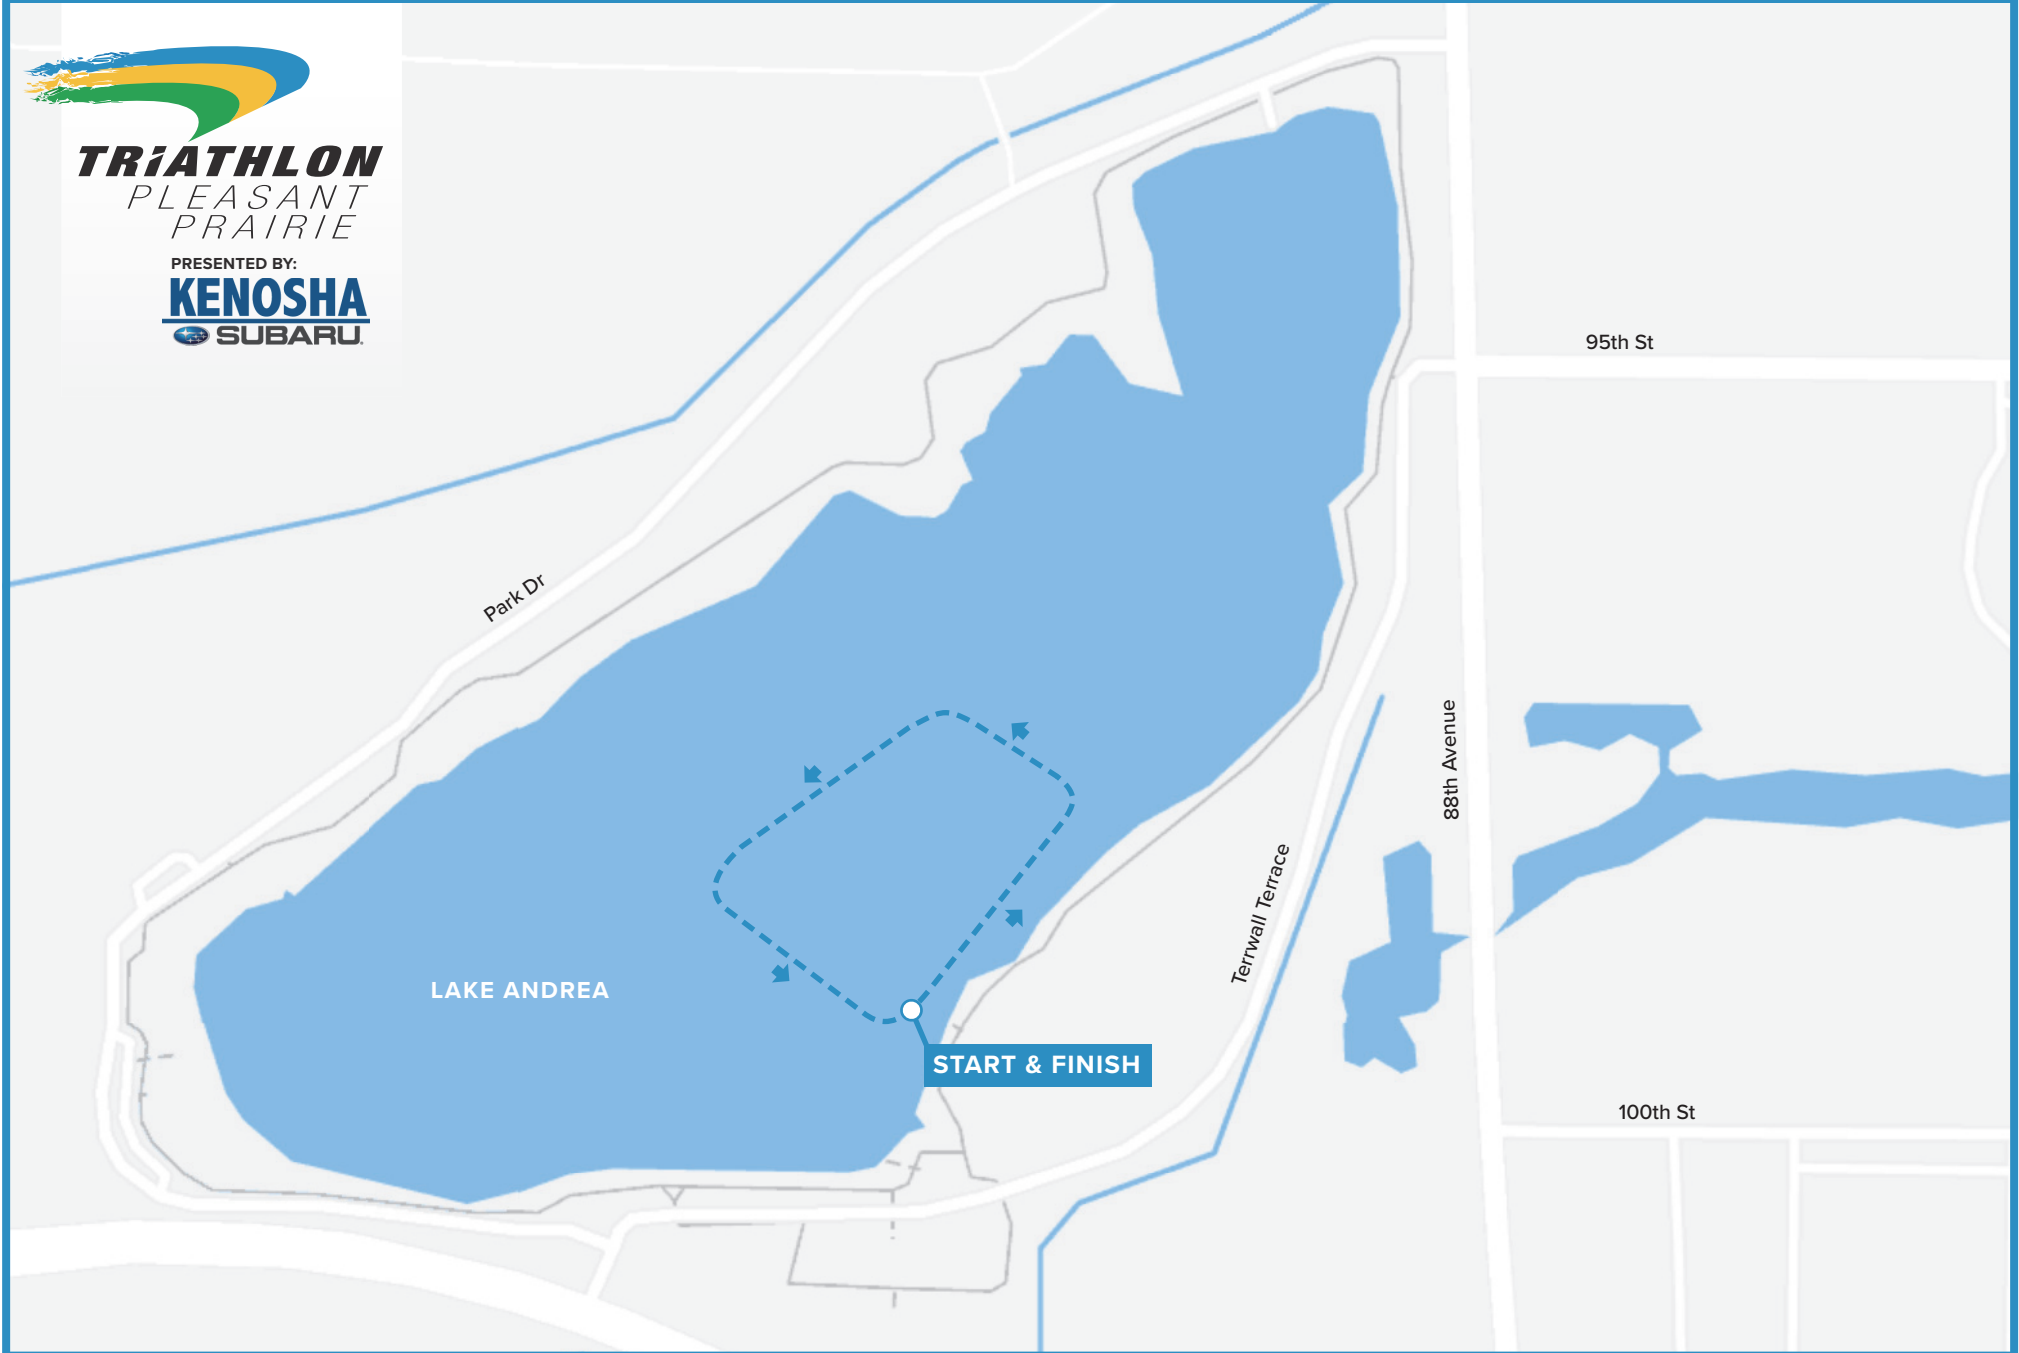 TRiATHLON
PLEASANT
PRAIRIE
PRESENTED BY:
KENOSHA
SUBARU.
95th St
Park Dr
88th Avenue
Terrwall Terrace
LAKE ANDREA
START & FINISH
100th St